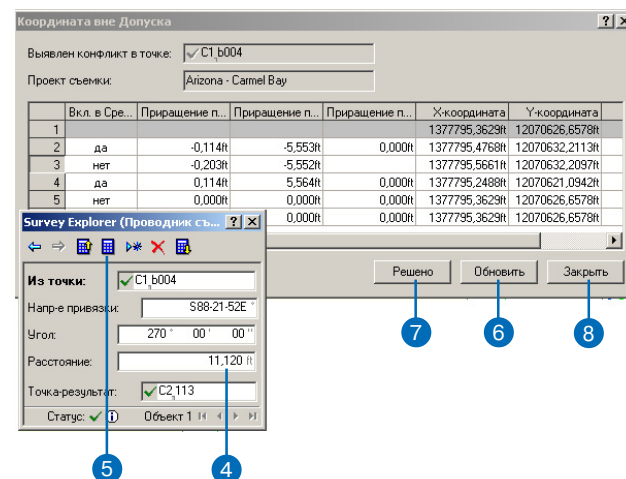 Координата вне Допуска
Выявлен конфликт в точке: C1_b004
Проект съемки: Arizona - Carmel Bay
Вкл. в Сре... Приращение п... Приращение п... Приращение п... X-координата Y-координата
1 1377795,3629ft 12070626,6578ft
2 да -0,114ft -5,553ft 0,000ft 1377795,4768ft 12070632,2113ft
3 нет -0,203ft -5,552ft 1377795,5661ft 12070632,2097ft
4 да 0,114ft 5,564ft 0,000ft 1377795,2488ft 12070621,0942ft
5 нет 0,000ft 0,000ft 0,000ft 1377795,3629ft 12070626,6578ft
0,000ft 0,000ft 1377795,3629ft 12070626,6578ft
Решено Обновить Закрыть
7 6 8
Survey Explorer (Проводник съ...
Из точки: C1_b004
Напр-е привязки: S88-21-52E °
Угол: 270 ° 00 ' 00 "
Расстояние: 11,120 ft
Точка-результат: C2_113
Статус: Объект 1
5 4